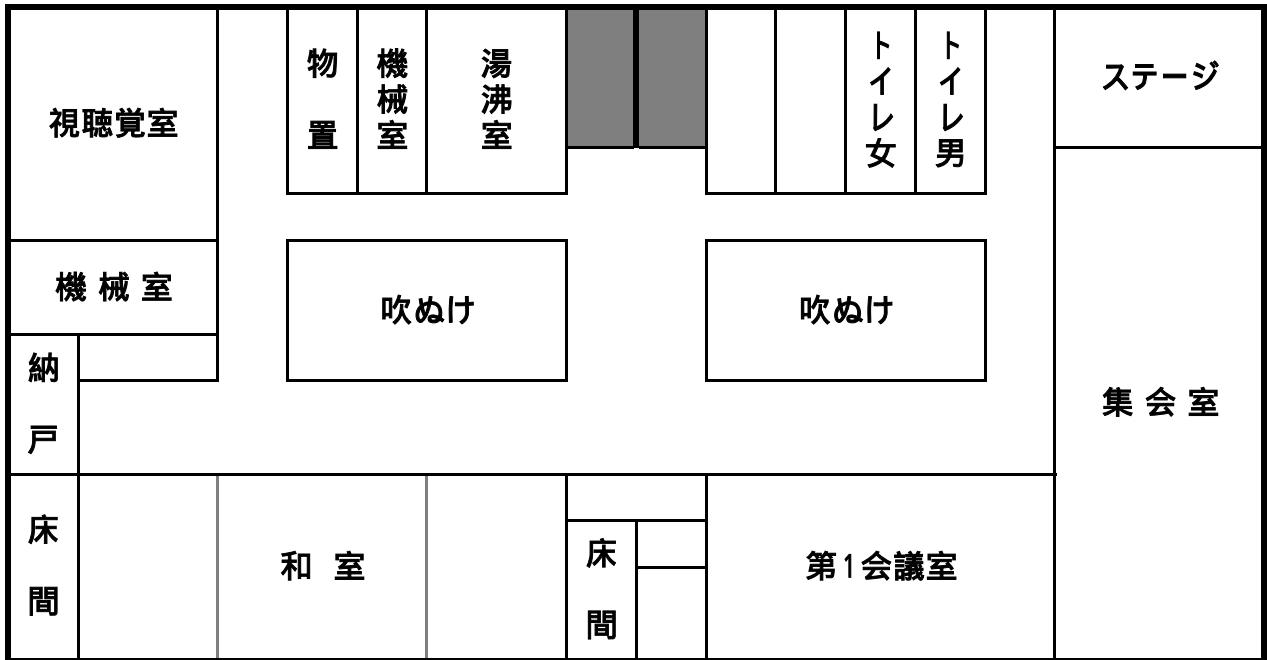 視聴覚室
物置
機械室
湯沸室
トイレ女
トイレ男
ステージ
機械室
吹ぬけ
吹ぬけ
納戸
集会室
床間
和室
床間
第1会議室